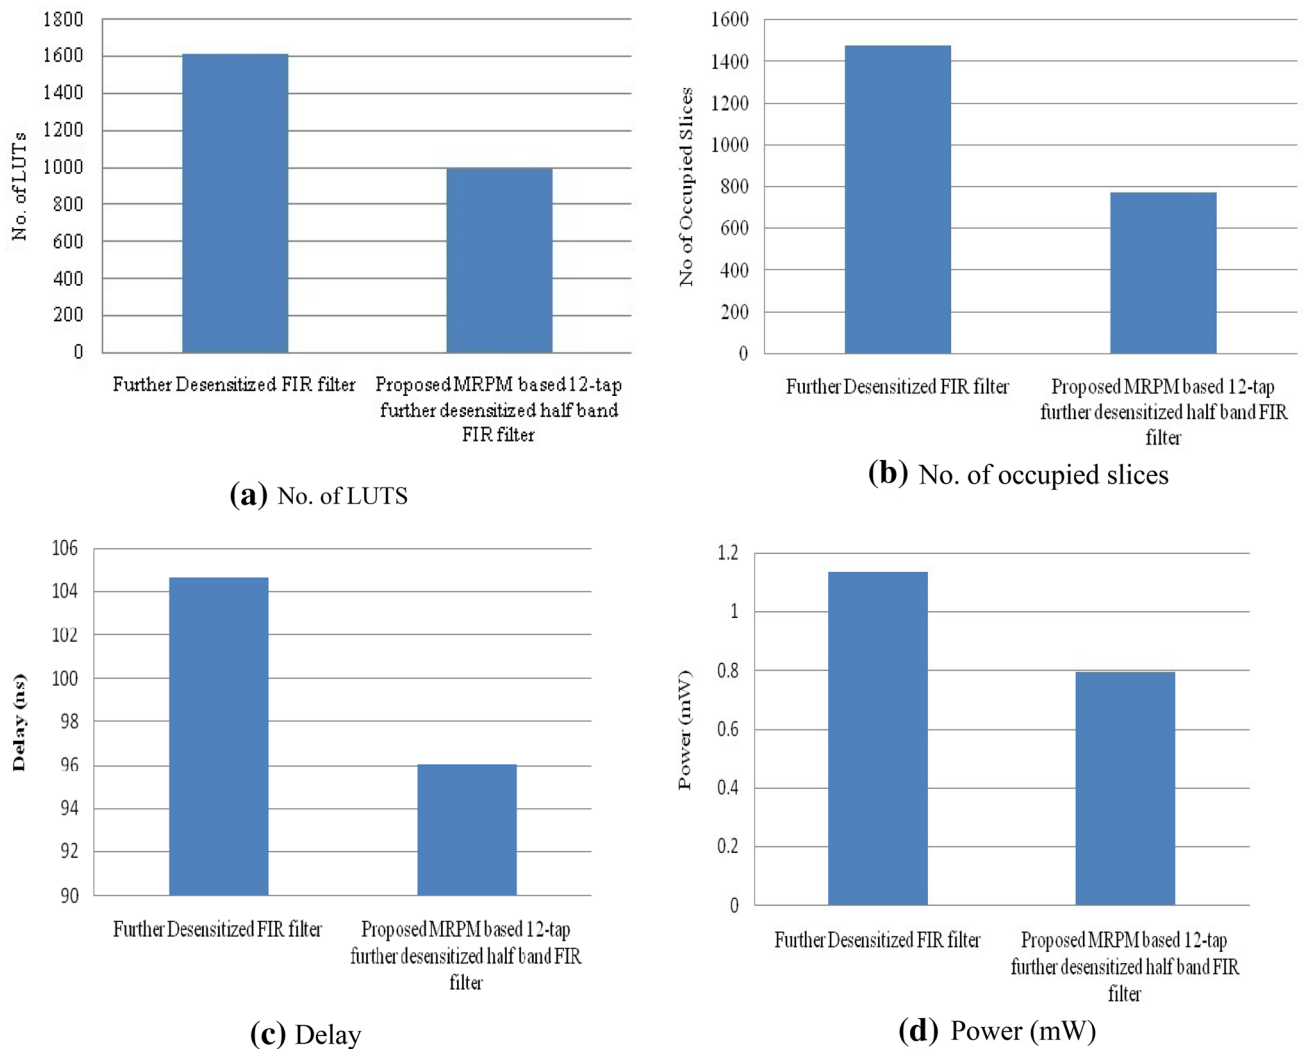 1800
1600
1400
1200
1000
800
600
400
200
0
No. of LUTs
Further Desensitized FIR filter
Proposed MRPM based 12-tap
further desensitized half band
FIR filter
(a) No. of LUTS
1600
1400
1200
1000
800
600
400
200
0
No of Occupied Slices
Further Desensitized FIR filter
Proposed MRPM based 12-tap
further desensitized half band FIR
filter
(b) No. of occupied slices
106
104
102
100
98
96
94
92
90
Delay (ns)
Further Desensitized FIR filter
Proposed MRPM based 12-tap
further desensitized half band FIR
filter
(c) Delay
1.2
1
0.8
0.6
0.4
0.2
0
Power (mW)
Further Desensitized FIR filter
Proposed MRPM based 12-tap
further desensitized half band FIR
filter
(d) Power (mW)